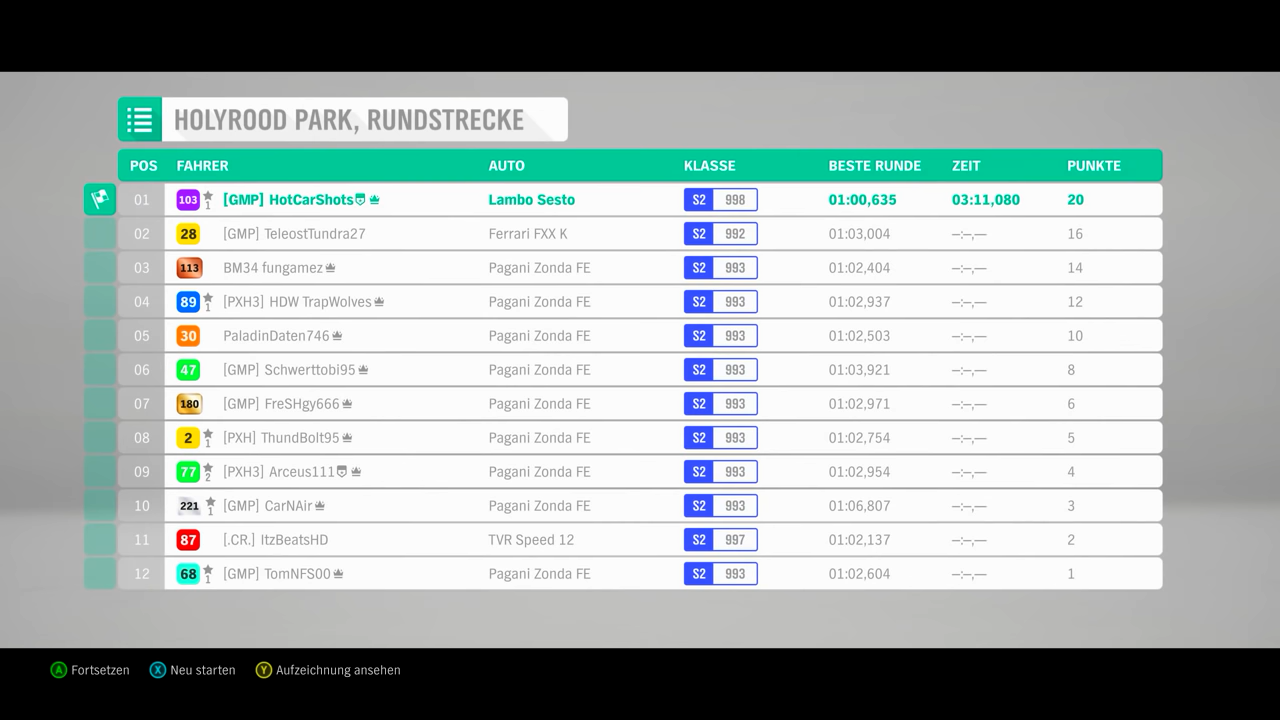 HOLYROOD PARK, RUNDSTRECKE
POS FAHRER AUTO KLASSE BESTE RUNDE ZEIT PUNKTE
01 103 1 [GMP] HotCarShots Lambo Sesto S2 998 01:00,635 03:11,080 20
02 28 [GMP] TeleostTundra27 Ferrari FXX K S2 992 01:03,004 –:–,–– 16
03 113 BM34 fungamez Pagani Zonda FE S2 993 01:02,404 –:–,–– 14
04 89 1 [PXH3] HDW TrapWolves Pagani Zonda FE S2 993 01:02,937 –:–,–– 12
05 30 PaladinDaten746 Pagani Zonda FE S2 993 01:02,503 –:–,–– 10
06 47 [GMP] Schwerttobi95 Pagani Zonda FE S2 993 01:03,921 –:–,–– 8
07 180 [GMP] FreSHgy666 Pagani Zonda FE S2 993 01:02,971 –:–,–– 6
08 2 1 [PXH] ThundBolt95 Pagani Zonda FE S2 993 01:02,754 –:–,–– 5
09 77 2 [PXH3] Arceus111 Pagani Zonda FE S2 993 01:02,954 –:–,–– 4
10 221 1 [GMP] CarNAir Pagani Zonda FE S2 993 01:06,807 –:–,–– 3
11 87 [.CR.] ItzBeatsHD TVR Speed 12 S2 997 01:02,137 –:–,–– 2
12 68 1 [GMP] TomNFS00 Pagani Zonda FE S2 993 01:02,604 –:–,–– 1
A Fortsetzen X Neu starten Y Aufzeichnung ansehen